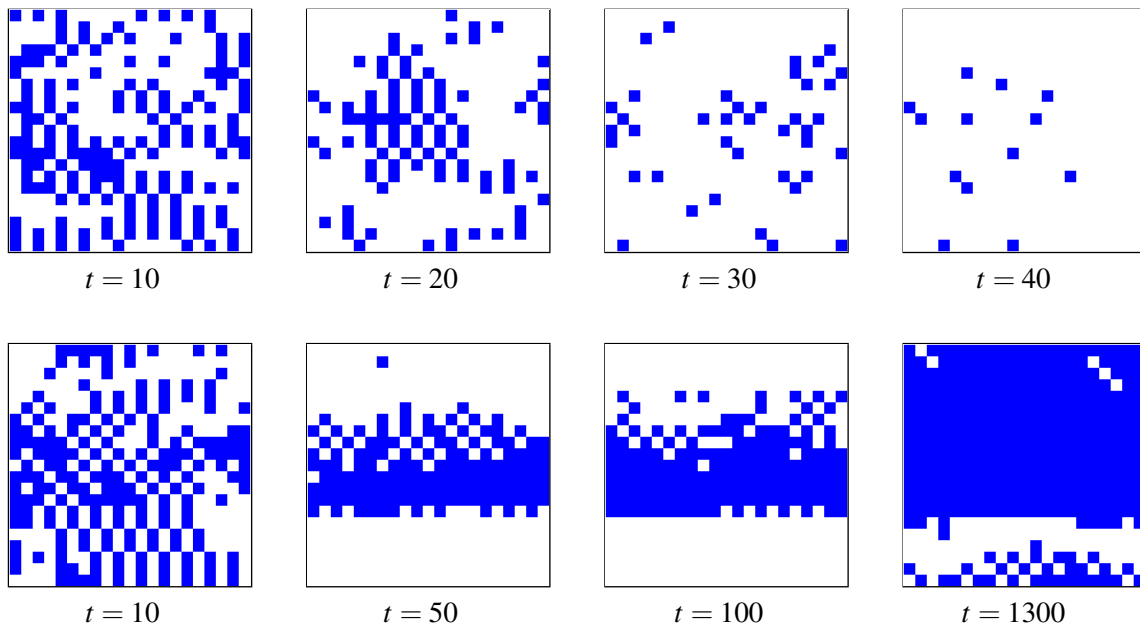 t = 10 t = 20 t = 30 t = 40
t = 10 t = 50 t = 100 t = 1300